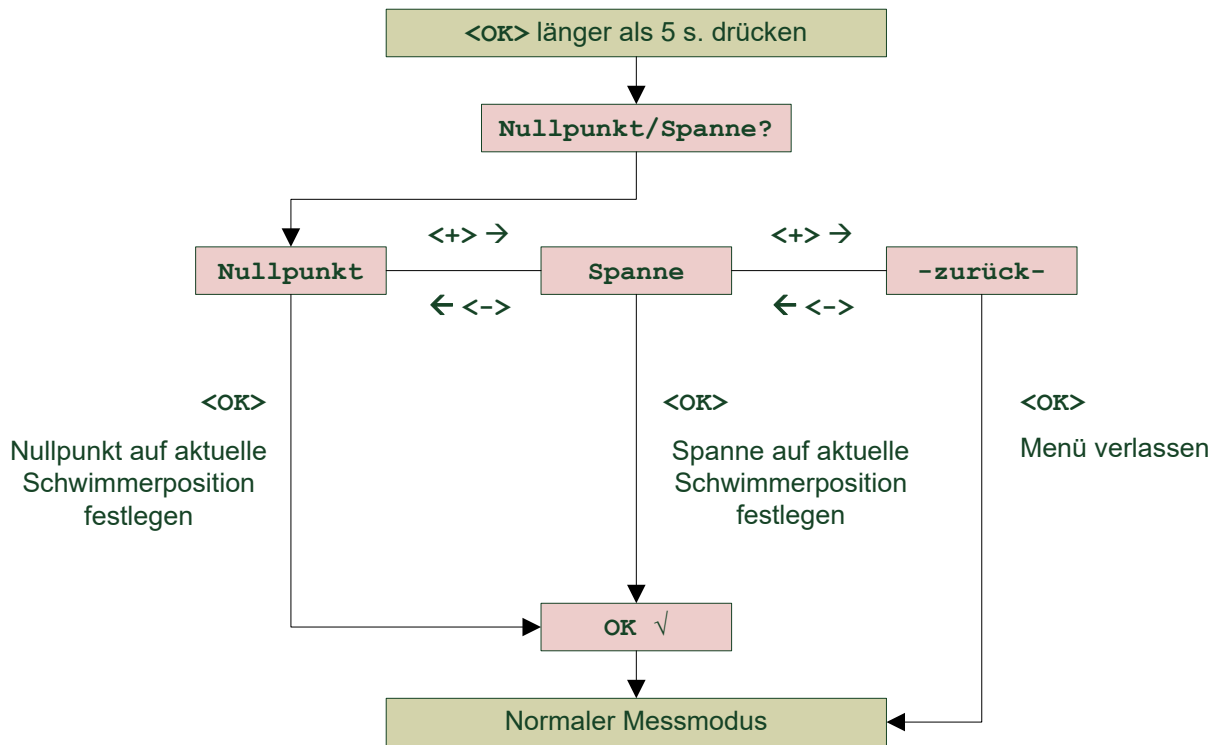 <OK> länger als 5 s. drücken
Nullpunkt/Spanne?
<+> →
<+> →
Nullpunkt
Spanne
-zurück-
← <->
← <->
<OK>
Nullpunkt auf aktuelle
Schwimmerposition
festlegen
<OK>
Spanne auf aktuelle
Schwimmerposition
festlegen
<OK>
Menü verlassen
OK √
Normaler Messmodus